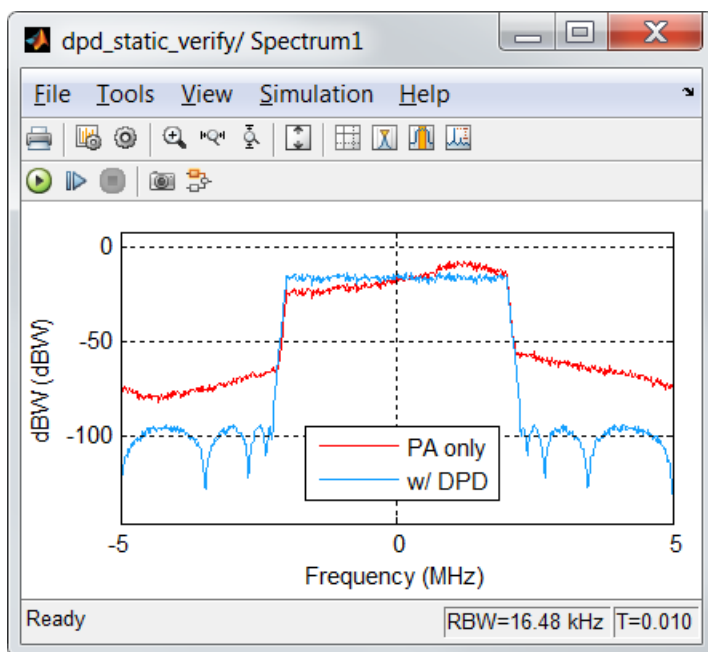 dpd_static_verify/ Spectrum1
File Tools View Simulation Help
0
-50
-100
dBW (dBW)
PA only
w/ DPD
-5 0 5
Frequency (MHz)
Ready RBW=16.48 kHz T=0.010